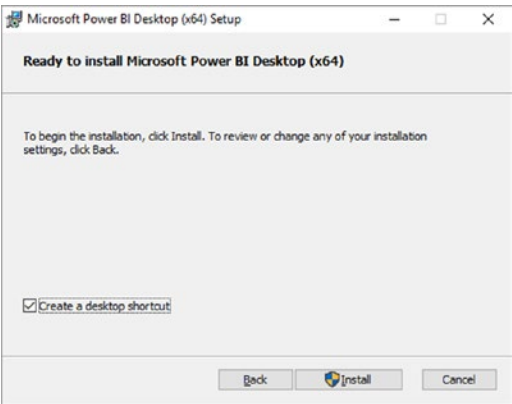 Microsoft Power BI Desktop (x64) Setup
Ready to install Microsoft Power BI Desktop (x64)
To begin the installation, click Install. To review or change any of your installation
settings, click Back.
Create a desktop shortcut
Back Install Cancel